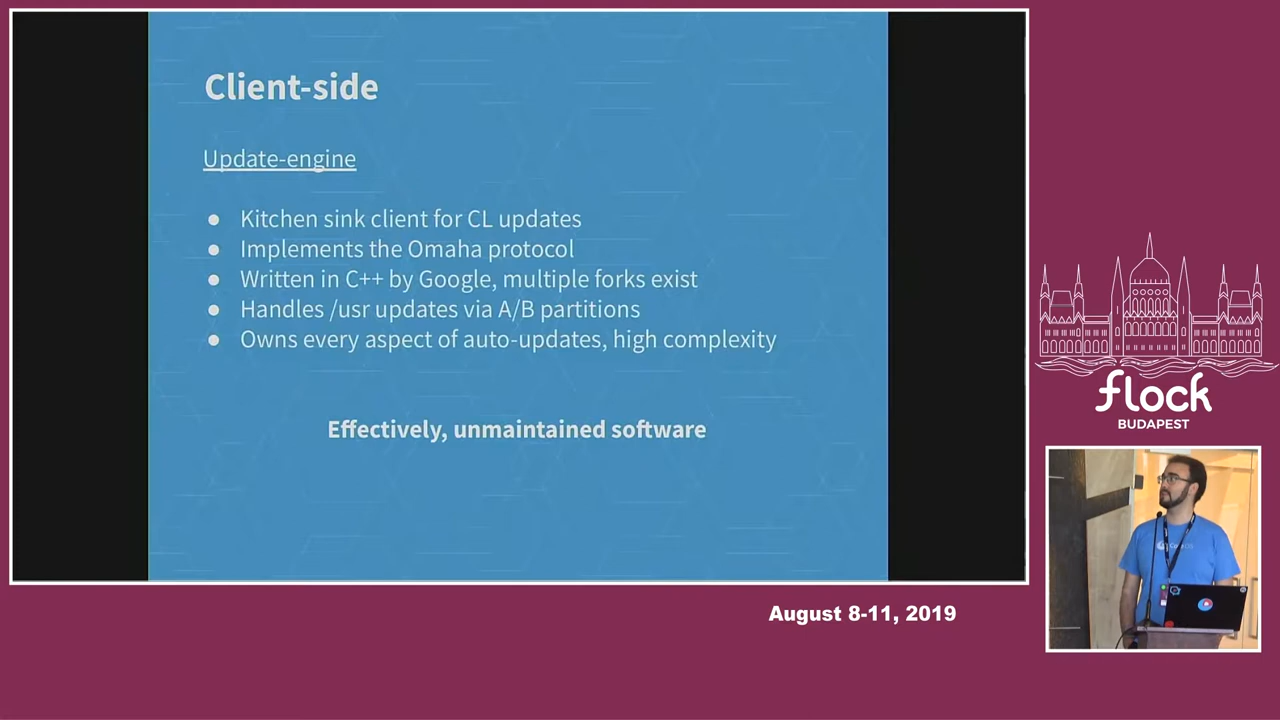 Client-side
Update-engine
● Kitchen sink client for CL updates
● Implements the Omaha protocol
● Written in C++ by Google, multiple forks exist
● Handles /usr updates via A/B partitions
● Owns every aspect of auto-updates, high complexity
Effectively, unmaintained software
flock
BUDAPEST
August 8-11, 2019